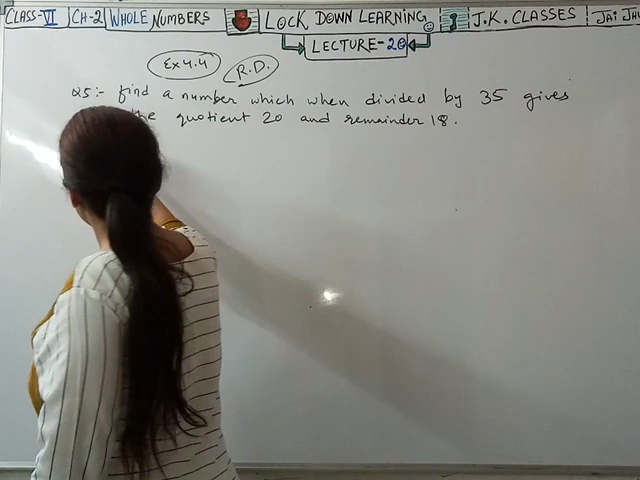 CLASS-VI CH-2 WHOLE NUMBERS LOCK DOWN LEARNING J.K. CLASSES JAI
LECTURE-20
Ex 4.4 R.D.
Q5:- find a number which when divided by 35 gives
quotient 20 and remainder 18.